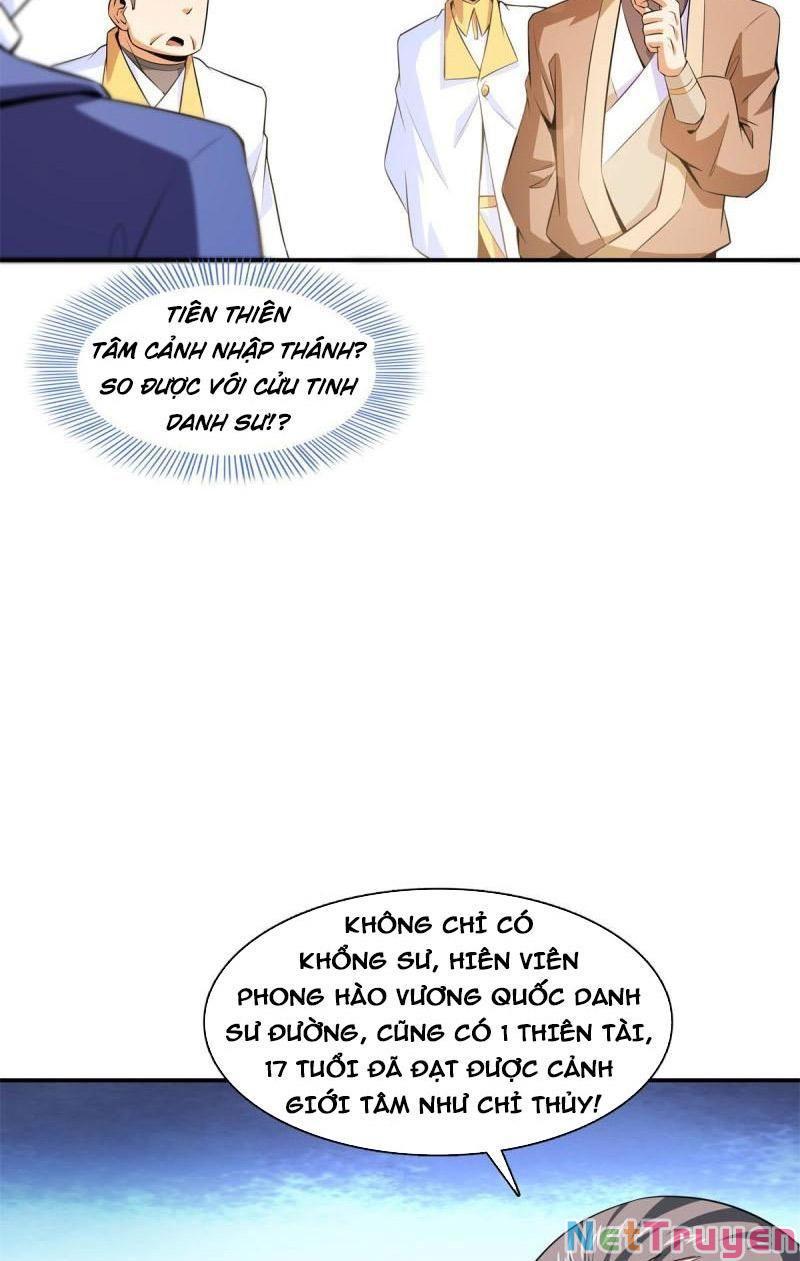 TIÊN THIÊN
TÂM CẢNH NHẬP THÁNH?
SO ĐƯỢC VỚI CỬU TINH
DANH SƯ!?
KHÔNG CHỈ CÓ
KHỔNG SƯ, HIÊN VIÊN
PHONG HÀO VƯƠNG QUỐC DANH
SƯ ĐƯỜNG, CŨNG CÓ 1 THIÊN TÀI,
17 TUỔI ĐÃ ĐẠT ĐƯỢC CẢNH
GIỚI TÂM NHƯ CHỈ THỦY!
NetTruyen